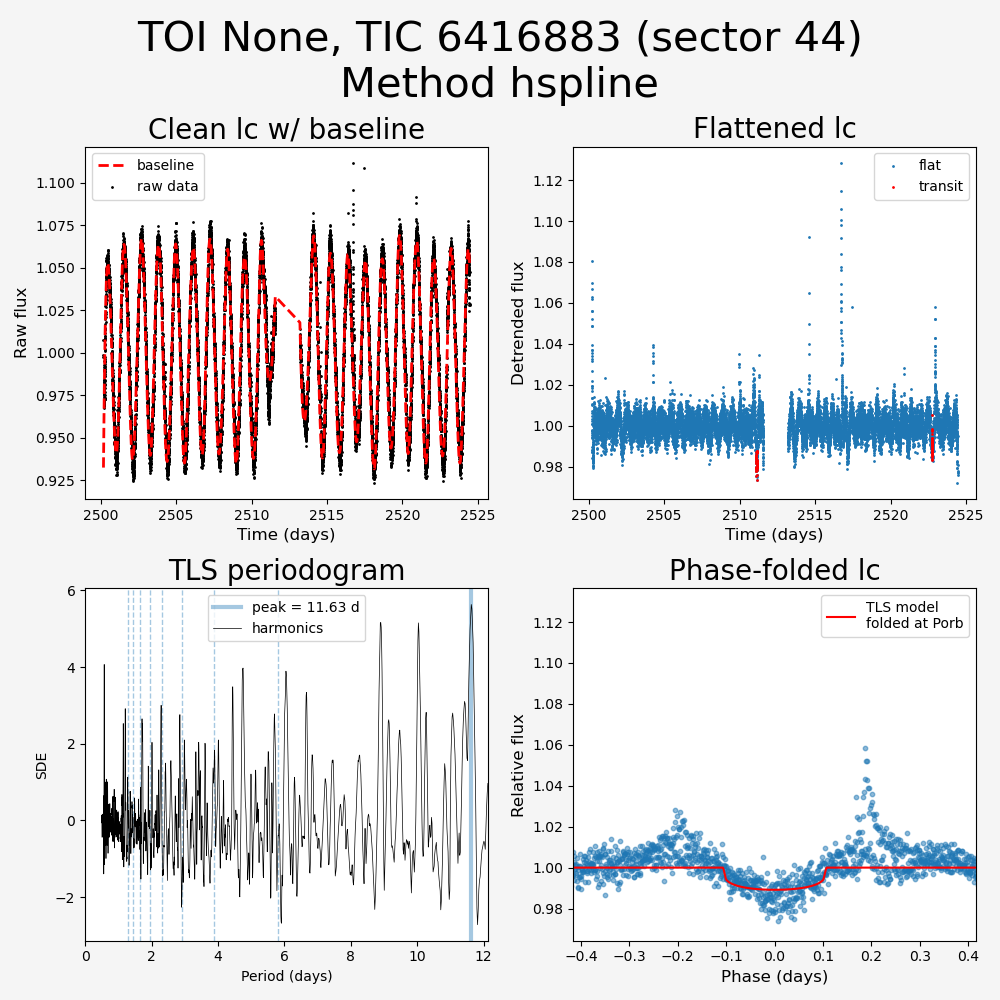 TOI None, TIC 6416883 (sector 44)
Method hspline
Clean lc w/ baseline
baseline
raw data
Raw flux
1.100
1.075
1.050
1.025
1.000
0.975
0.950
0.925
2500
2505
2510
2515
2520
2525
Time (days)
Flattened lc
flat
transit
Detrended flux
1.12
1.10
1.08
1.06
1.04
1.02
1.00
0.98
2500
2505
2510
2515
2520
2525
Time (days)
TLS periodogram
peak = 11.63 d
harmonics
SDE
6
4
2
0
−2
0
2
4
6
8
10
12
Period (days)
Phase-folded lc
TLS model
folded at Porb
Relative flux
1.12
1.10
1.08
1.06
1.04
1.02
1.00
0.98
−0.4
−0.3
−0.2
−0.1
0.0
0.1
0.2
0.3
0.4
Phase (days)